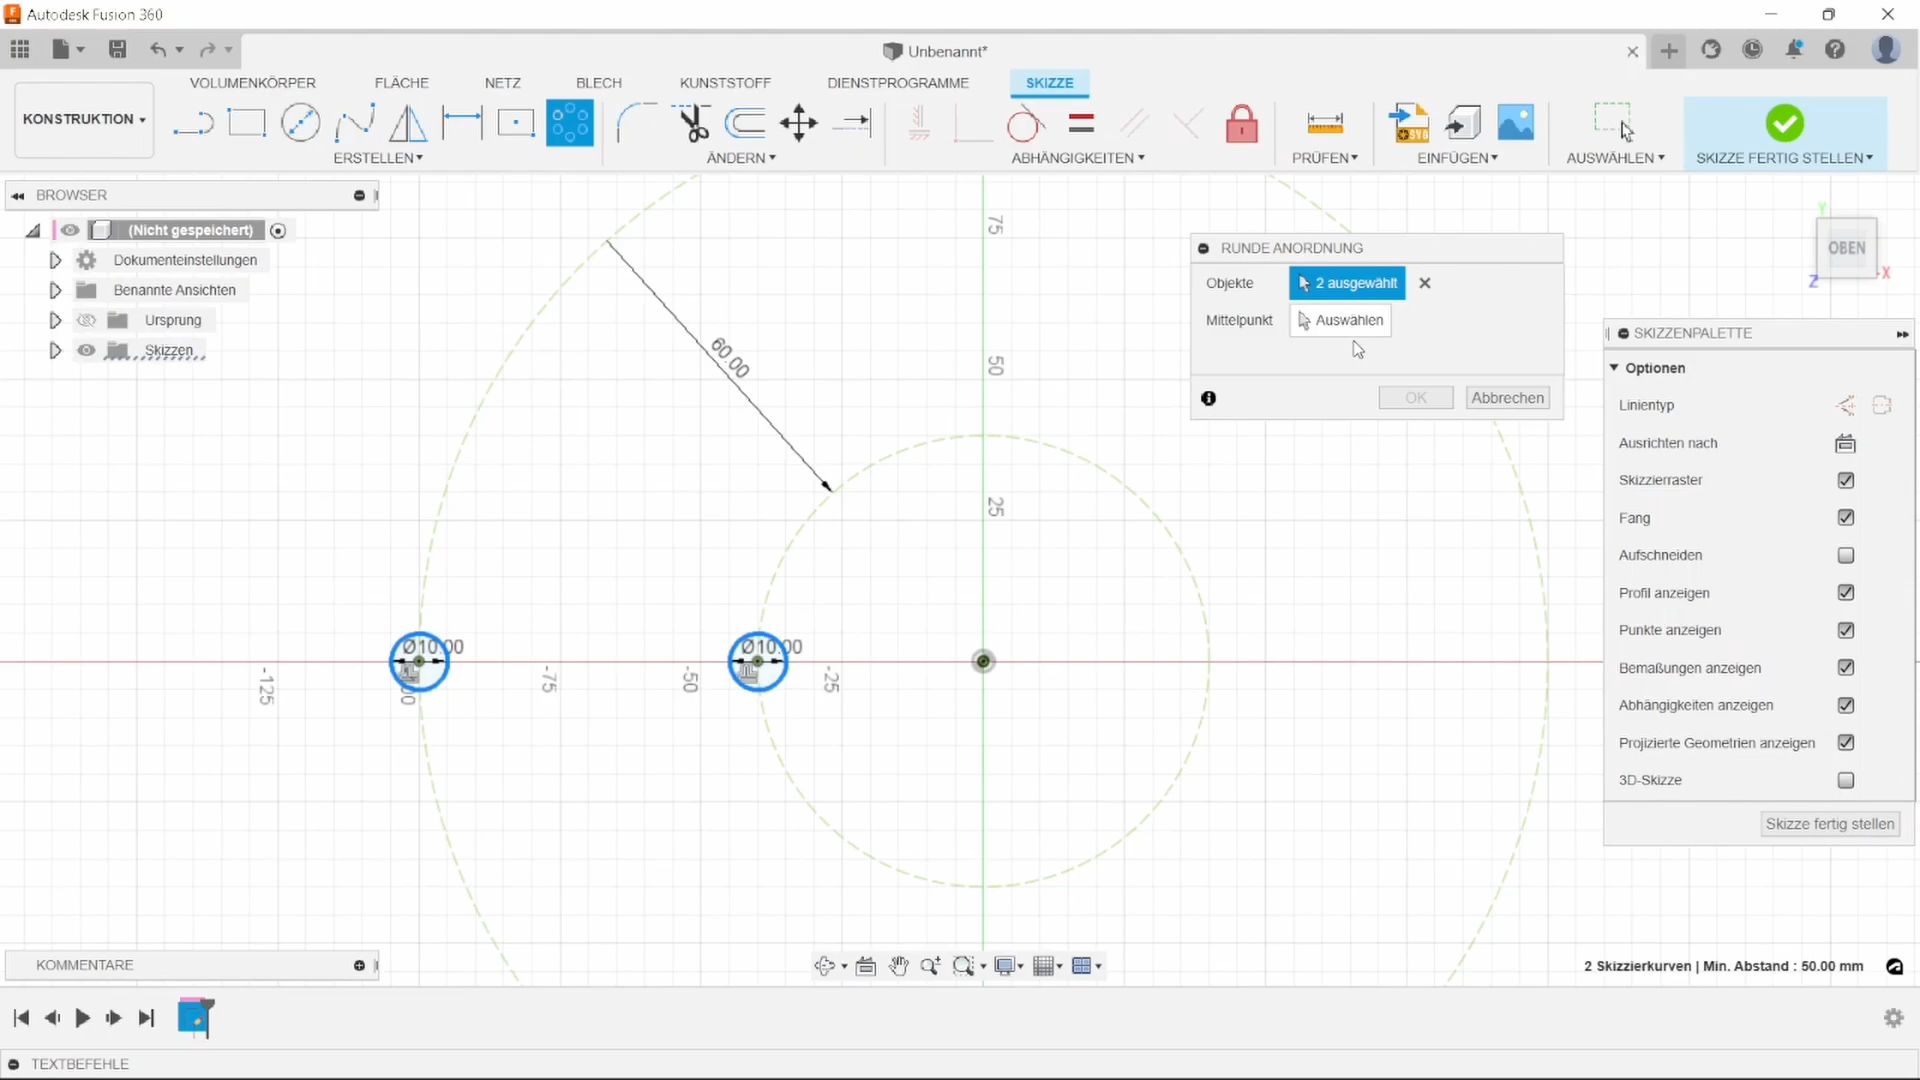 Autodesk Fusion 360
Unbenannt*
VOLUMENKÖRPER FLÄCHE NETZ BLECH KUNSTSTOFF DIENSTPROGRAMME SKIZZE
KONSTRUKTION
ERSTELLEN ÄNDERN ABHÄNGIGKEITEN PRÜFEN EINFÜGEN AUSWÄHLEN SKIZZE FERTIG STELLEN
BROWSER
(Nicht gespeichert)
Dokumenteinstellungen
Benannte Ansichten
Ursprung
Skizzen
75
50
25
60.00
Ø10.00
Ø10.00
-125
-75
-50
-25
RUNDE ANORDNUNG
Objekte 2 ausgewählt
Mittelpunkt Auswählen
OK Abbrechen
OBEN
Y
X
Z
SKIZZENPALETTE
Optionen
Linientyp
Ausrichten nach
Skizzierraster
Fang
Aufschneiden
Profil anzeigen
Punkte anzeigen
Bemaßungen anzeigen
Abhängigkeiten anzeigen
Projizierte Geometrien anzeigen
3D-Skizze
Skizze fertig stellen
KOMMENTARE
2 Skizzierkurven | Min. Abstand : 50.00 mm
TEXTBEFEHLE